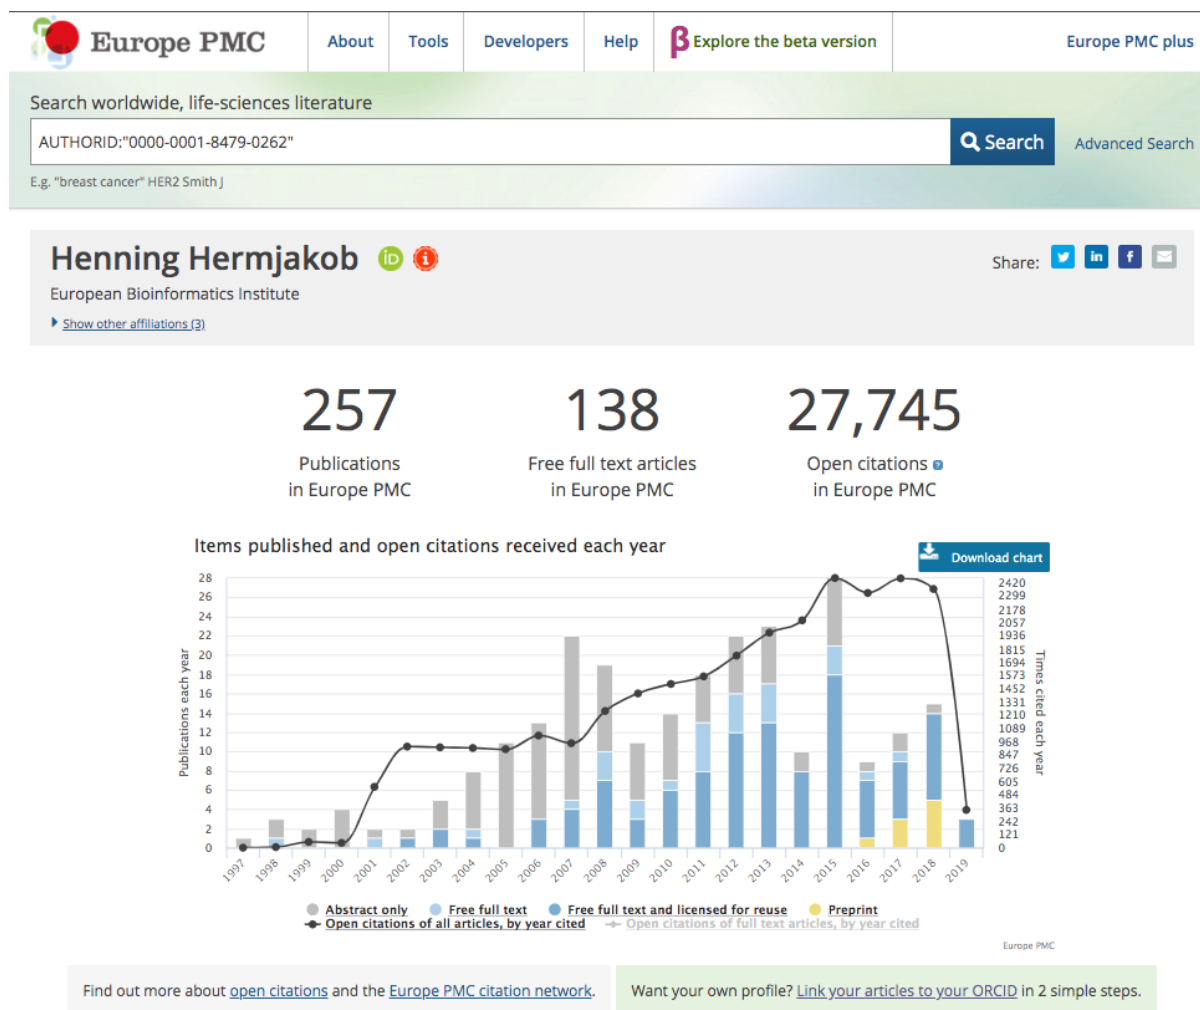 Europe PMC
About
Tools
Developers
Help
β Explore the beta version
Europe PMC plus
Search worldwide, life-sciences literature
AUTHORID:"0000-0001-8479-0262"
Search
Advanced Search
E.g. "breast cancer" HER2 Smith J
Henning Hermjakob iD i
Share: in f
European Bioinformatics Institute
Show other affiliations (3)
257
Publications
in Europe PMC
138
Free full text articles
in Europe PMC
27,745
Open citations ?
in Europe PMC
Items published and open citations received each year
Download chart
Publications each year
28
26
24
22
20
18
16
14
12
10
8
6
4
2
0
2420
2299
2178
2057
1936
1815
1694
1573
1452
1331
1210
1089
968
847
726
605
484
363
242
121
0
Times cited each year
1997
1998
1999
2000
2001
2002
2003
2004
2005
2006
2007
2008
2009
2010
2011
2012
2013
2014
2015
2016
2017
2018
2019
Abstract only Free full text Free full text and licensed for reuse Preprint
Open citations of all articles, by year cited Open citations of full text articles, by year cited
Europe PMC
Find out more about open citations and the Europe PMC citation network.
Want your own profile? Link your articles to your ORCID in 2 simple steps.